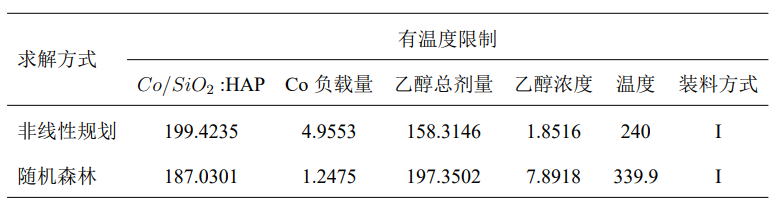 求解方式 有温度限制
Co/SiO₂ :HAP Co 负载量 乙醇总剂量 乙醇浓度 温度 装料方式
非线性规划 199.4235 4.9553 158.3146 1.8516 240 I
随机森林 187.0301 1.2475 197.3502 7.8918 339.9 I